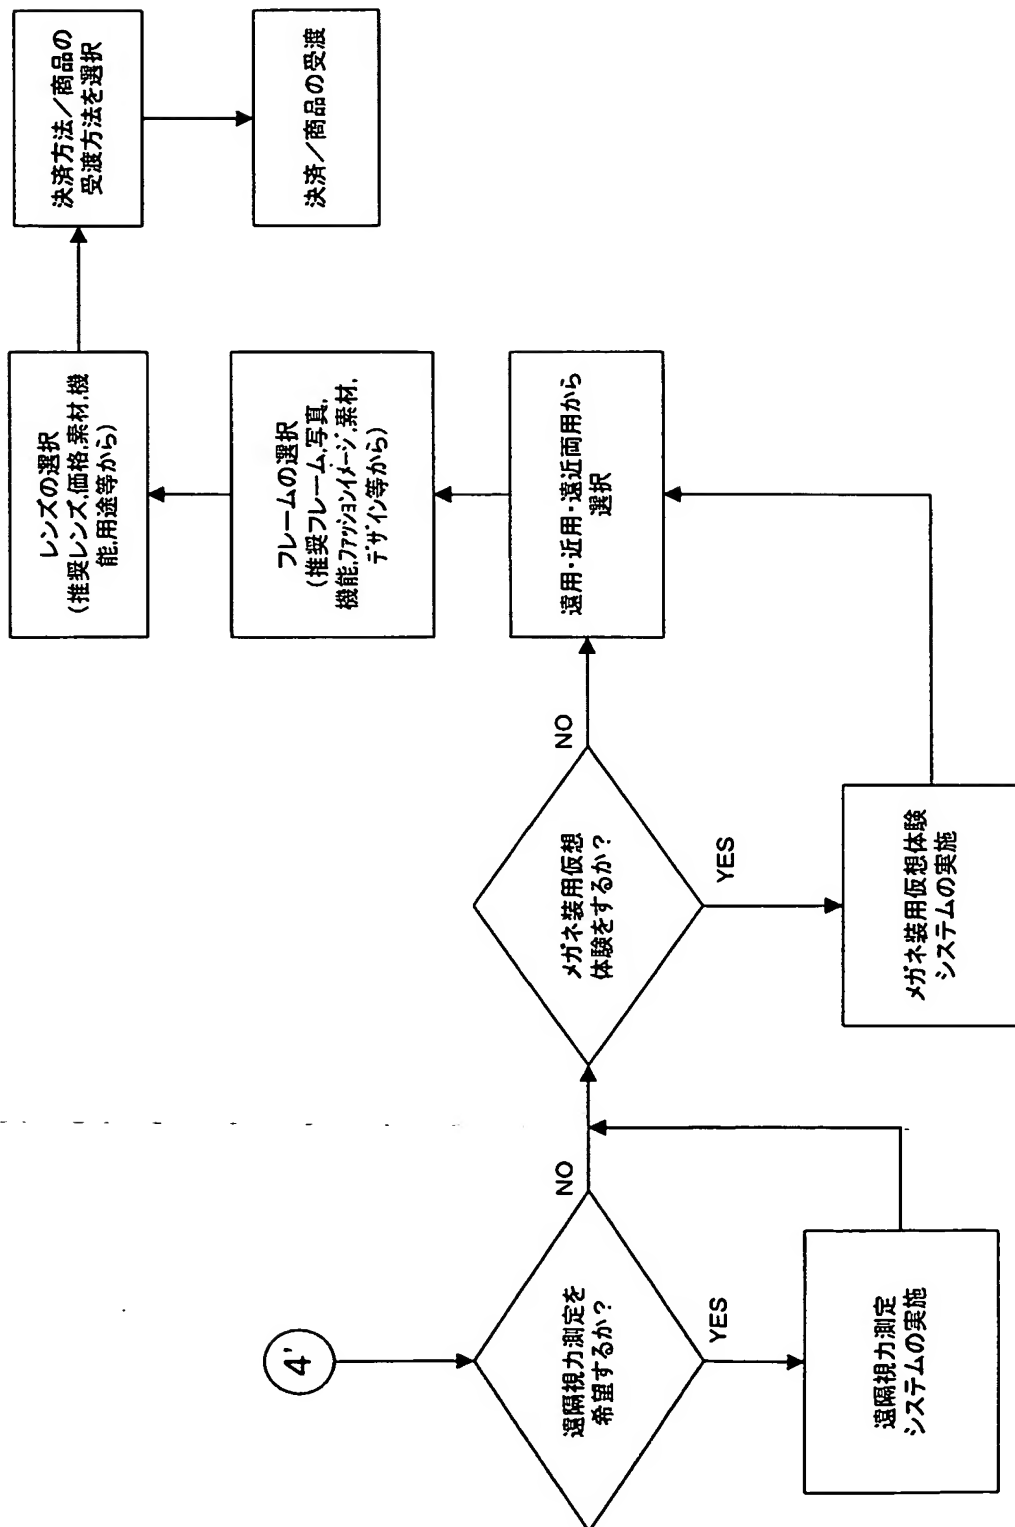 4'
遠隔視力測定を
希望するか?
NO
YES
遠隔視力測定
システムの実施
メガネ装用仮想
体験をするか?
NO
YES
メガネ装用仮想体験
システムの実施
遠用・近用・遠近両用から
選択
フレームの選択
(推奨フレーム,写真,
機能,ファッションイメージ,素材,
デザイン等から)
レンズの選択
(推奨レンズ,価格,素材,機
能,用途等から)
決済方法/商品の
受渡方法を選択
決済/商品の受渡